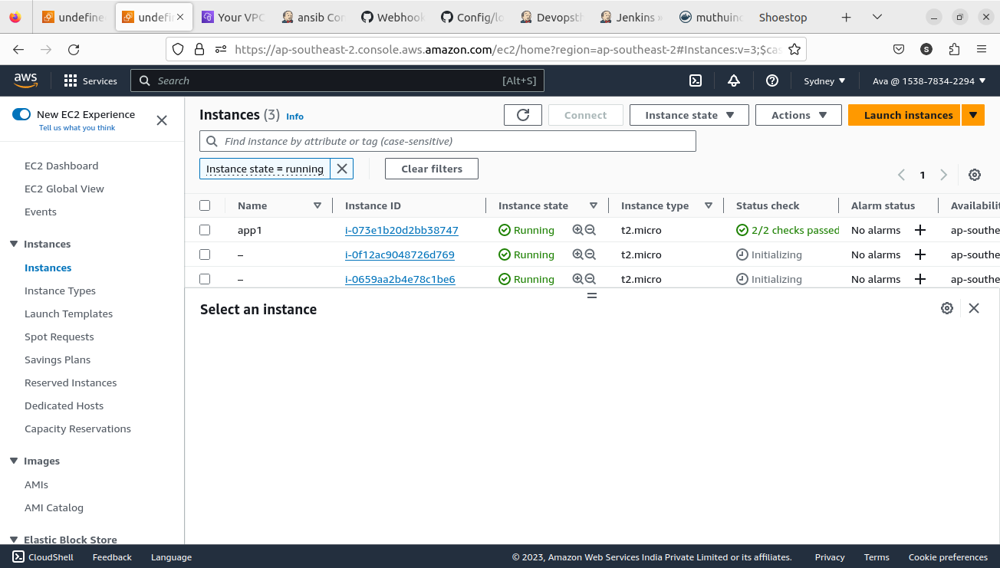 undefine
undefi
Your VPC
ansib Co
Webhook
Config/lo
Devopsth
Jenkins »
muthuind
Shoestop
https://ap-southeast-2.console.aws.amazon.com/ec2/home?region=ap-southeast-2#Instances:v=3;$cas
S
aws
Services
Search
[Alt+S]
Sydney
Ava @ 1538-7834-2294
New EC2 Experience
Tell us what you think
EC2 Dashboard
EC2 Global View
Events
Instances
Instances
Instance Types
Launch Templates
Spot Requests
Savings Plans
Reserved Instances
Dedicated Hosts
Capacity Reservations
Images
AMIs
AMI Catalog
Elastic Block Store
Instances (3) Info
Connect
Instance state
Actions
Launch instances
Find instance by attribute or tag (case-sensitive)
Instance state = running
Clear filters
1
Name Instance ID Instance state Instance type Status check Alarm status Availabilit
app1 i-073e1b20d2bb38747 Running t2.micro 2/2 checks passed No alarms + ap-southe
– i-0f12ac9048726d769 Running t2.micro Initializing No alarms + ap-southe
– i-0659aa2b4e78c1be6 Running t2.micro Initializing No alarms + ap-southe
Select an instance
CloudShell Feedback Language © 2023, Amazon Web Services India Private Limited or its affiliates. Privacy Terms Cookie preferences